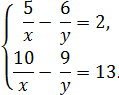 5/x − 6/y = 2,
10/x − 9/y = 13.